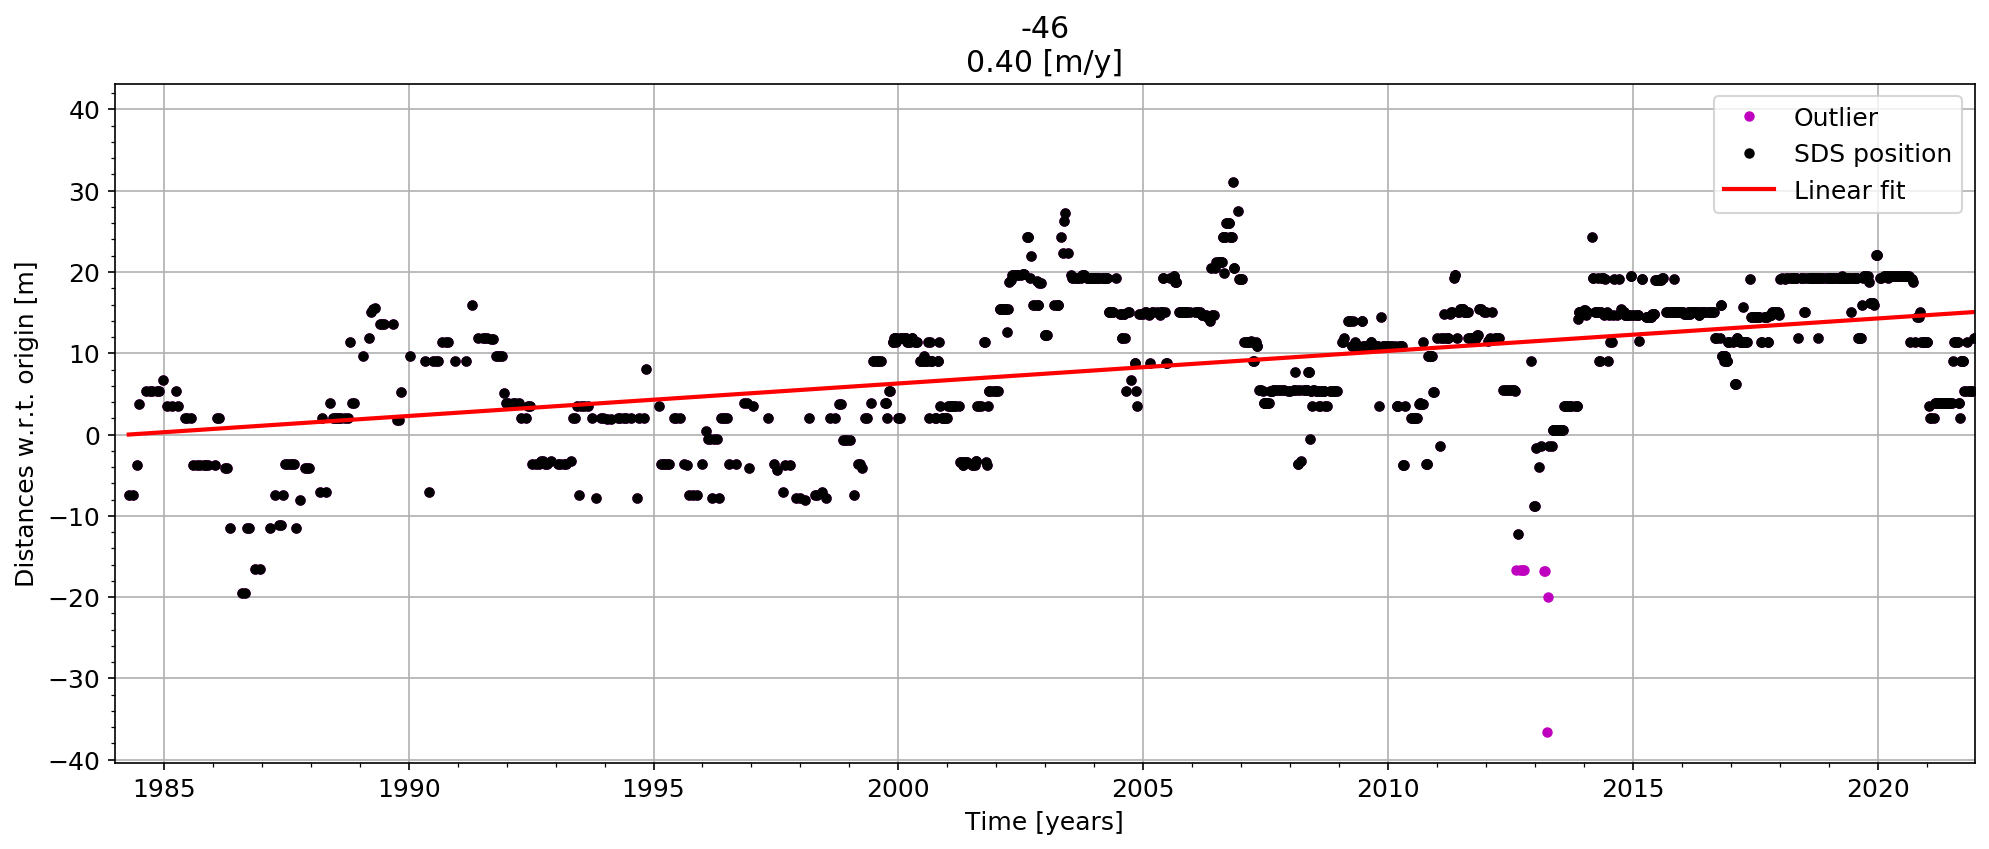 -46
0.40 [m/y]
Distances w.r.t. origin [m]
40
30
20
10
0
−10
−20
−30
−40
Outlier
SDS position
Linear fit
1985 1990 1995 2000 2005 2010 2015 2020
Time [years]